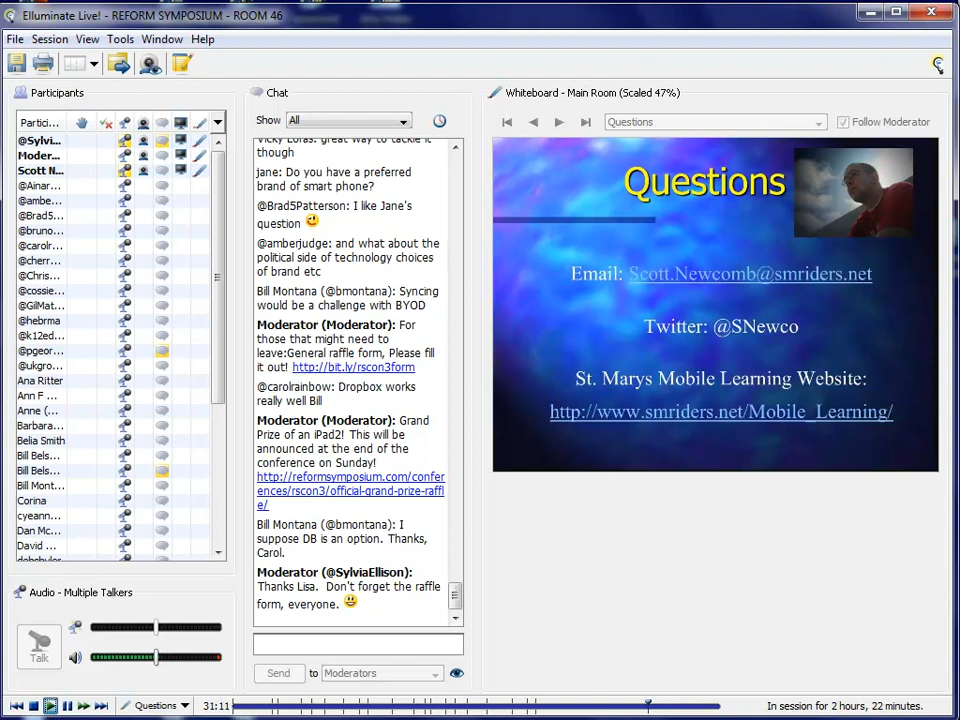 Elluminate Live! - REFORM SYMPOSIUM - ROOM 46
File Session View Tools Window Help
Participants
Partici...
@Sylvi...
Moder...
Scott N...
@Ainar...
@ambe...
@Brad5...
@bruno...
@carolr...
@cherr...
@Chris...
@cossie...
@GilMat...
@hebrma
@k12ed...
@pgeor...
@ukgro...
Ana Ritter
Ann F ...
Anne (...
Barbara...
Belia Smith
Bill Bels...
Bill Bels...
Bill Mont...
Corina
cyeann...
Dan Mc...
David ...
Audio - Multiple Talkers
Talk
Chat
Show All
though
jane: Do you have a preferred
brand of smart phone?
@Brad5Patterson: I like Jane's
question
@amberjudge: and what about the
political side of technology choices
of brand etc
Bill Montana (@bmontana): Syncing
would be a challenge with BYOD
Moderator (Moderator): For
those that might need to
leave:General raffle form, Please fill
it out! http://bit.ly/rscon3form
@carolrainbow: Dropbox works
really well Bill
Moderator (Moderator): Grand
Prize of an iPad2! This will be
announced at the end of the
conference on Sunday!
http://reformsymposium.com/confer
ences/rscon3/official-grand-prize-raffl
e/
Bill Montana (@bmontana): I
suppose DB is an option. Thanks,
Carol.
Moderator (@SylviaEllison):
Thanks Lisa. Don't forget the raffle
form, everyone.
Send to Moderators
Whiteboard - Main Room (Scaled 47%)
Questions
Follow Moderator
Questions
Email: Scott.Newcomb@smriders.net
Twitter: @SNewco
St. Marys Mobile Learning Website:
http://www.smriders.net/Mobile_Learning/
Questions
31:11
In session for 2 hours, 22 minutes.